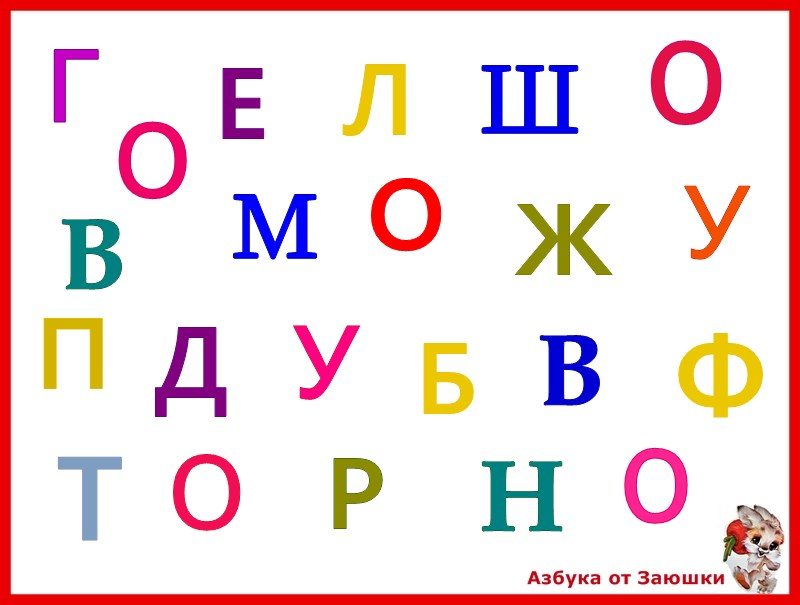 Г О Е Л Ш О
В М О Ж У
П Д У Б В Ф
Т О Р Н О
Азбука от Заюшки